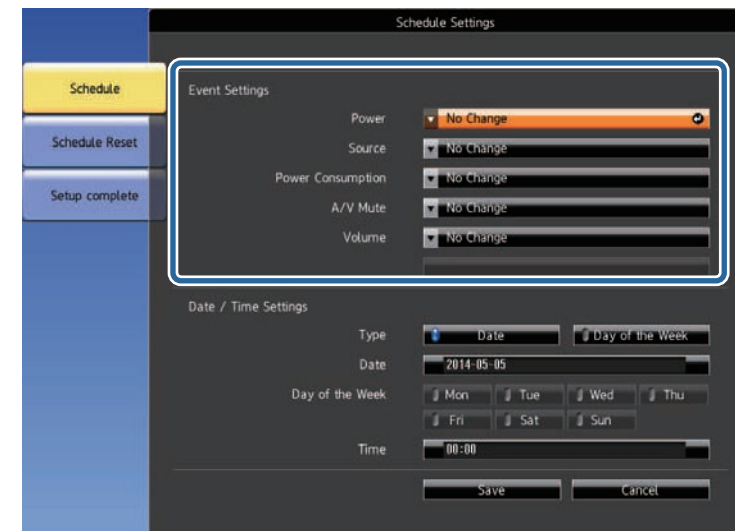 Schedule Settings
Schedule
Schedule Reset
Setup complete
Event Settings
Power No Change
Source No Change
Power Consumption No Change
A/V Mute No Change
Volume No Change
Date / Time Settings
Type Date Day of the Week
Date 2014-05-05
Day of the Week Mon Tue Wed Thu
Fri Sat Sun
Time 00:00
Save Cancel